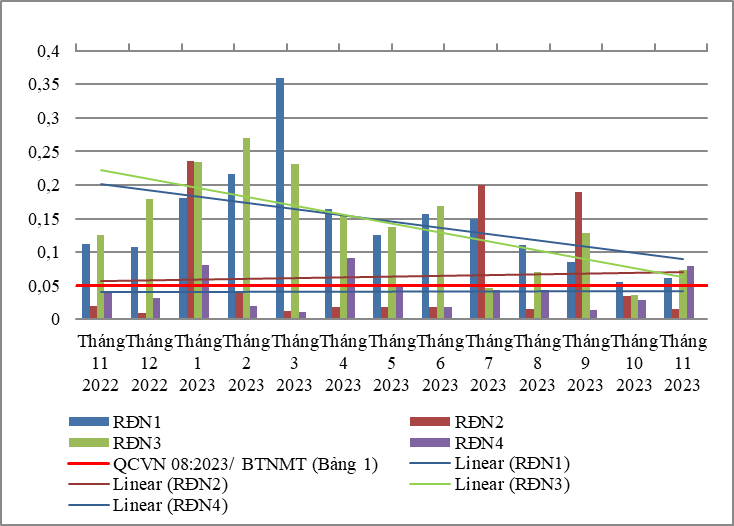 0,4
0,35
0,3
0,25
0,2
0,15
0,1
0,05
0
Tháng Tháng Tháng Tháng Tháng Tháng Tháng Tháng Tháng Tháng Tháng Tháng Tháng
11 12 1 2 3 4 5 6 7 8 9 10 11
2022 2022 2023 2023 2023 2023 2023 2023 2023 2023 2023 2023 2023
RĐN1 RĐN2
RĐN3 RĐN4
QCVN 08:2023/ BTNMT (Bảng 1) Linear (RĐN1)
Linear (RĐN2) Linear (RĐN3)
Linear (RĐN4)